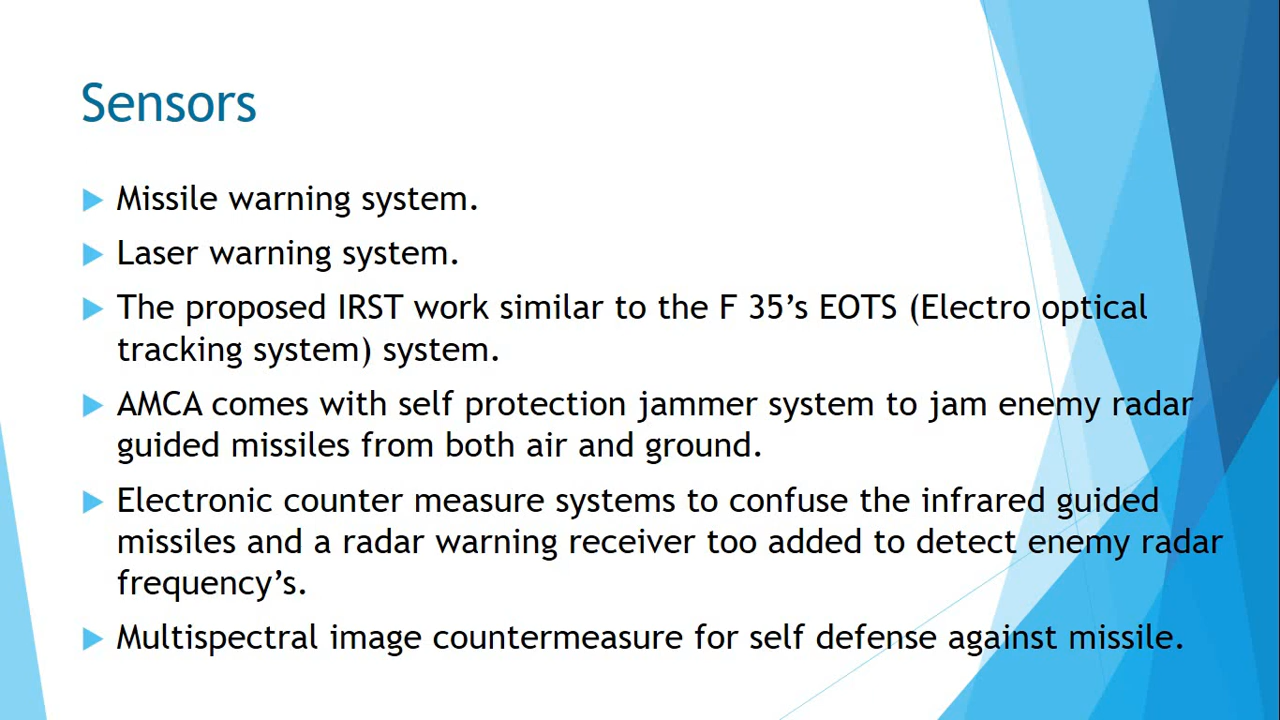 Sensors
Missile warning system.
Laser warning system.
The proposed IRST work similar to the F 35’s EOTS (Electro optical
tracking system) system.
AMCA comes with self protection jammer system to jam enemy radar
guided missiles from both air and ground.
Electronic counter measure systems to confuse the infrared guided
missiles and a radar warning receiver too added to detect enemy radar
frequency’s.
Multispectral image countermeasure for self defense against missile.